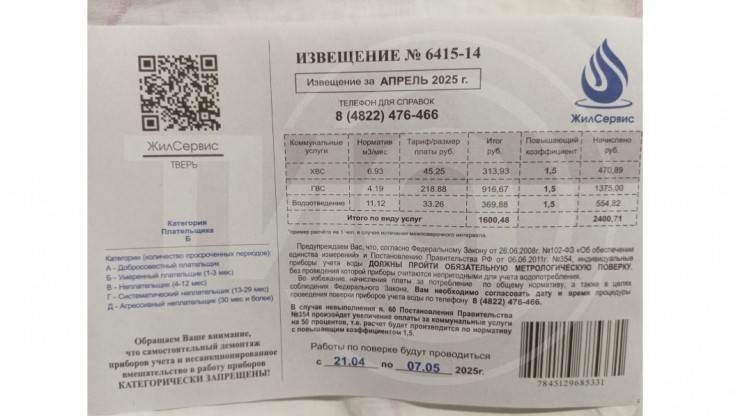 ИЗВЕЩЕНИЕ № 6415-14
Извещение за АПРЕЛЬ 2025 г.
ТЕЛЕФОН ДЛЯ СПРАВОК
8 (4822) 476-466
ЖилСервис
ЖилСервис
ТВЕРЬ
Коммунальные услуги | Норматив м3/мес | Тариф/размер платы руб. | Итог руб. | Повышающий коэффициент | Начислено руб.
ХВС 6.93 45.25 313,93 1,5 470,89
ГВС 4.19 218.88 916,67 1,5 1375.00
Водоотведение 11,12 33.26 369,88 1,5 554,82
Итого по виду услуг 1600,48 2400,71
*пример расчёта на 1 чел. в случае истечения межповерочного интервала.
Категория
Плательщика
Б
Категории (количество просроченных периодов):
А - Добросовестный плательщик
Б - Умеренный плательщик (1-3 мес)
В - Неплательщик (4-12 мес)
Г - Систематический неплательщик (13-29 мес)
Д - Агрессивный неплательщик (30 мес и более)
Обращаем Ваше внимание,
что самостоятельный демонтаж
приборов учета и несанкционированное
вмешательство в работу приборов
КАТЕГОРИЧЕСКИ ЗАПРЕЩЕНЫ!
Предупреждаем Вас, что, согласно Федеральному Закону от 26.06.2008г. №102-ФЗ «Об обеспечении
единства измерений» и Постановления Правительства РФ от 06.06.2011г. №354, индивидуальные
приборы учета воды ДОЛЖНЫ ПРОЙТИ ОБЯЗАТЕЛЬНУЮ МЕТРОЛОГИЧЕСКУЮ ПОВЕРКУ,
без проведения которой приборы считаются непригодными для учета водопотребления.
Во избежание начисления платы за потребление по общему нормативу, а также в целях
соблюдения Федерального Закона, Вам необходимо согласовать дату и время процедуры
проведения поверки приборов учета воды по телефону 8 (4822) 476-466.
В случае невыполнения п. 60 Постановления Правительства
№354 произойдет увеличение оплаты за коммунальные услуги
на 50 процентов, т.е. расчет будет производится по нормативу
с повышающим коэффициентом 1,5.
Работы по поверке будут проводиться
с 21.04 по 07.05 2025г.
7845129685331